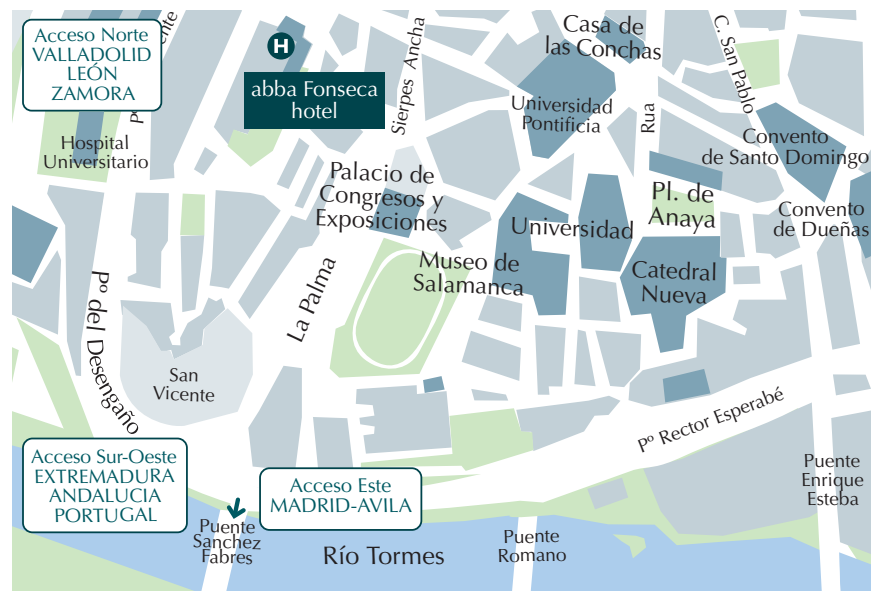 Acceso Norte
VALLADOLID
LEÓN
ZAMORA
H
abba Fonseca
hotel
Sierpes Ancha
Casa de
las Conchas
C. San Pablo
Universidad
Pontificia
Rua
Convento
de Santo Domingo
Hospital
Universitario
Palacio de
Congresos y
Exposiciones
Pl. de
Anaya
Universidad
Convento
de Dueñas
Museo de
Salamanca
Catedral
Nueva
La Palma
Pº del Desengaño
San
Vicente
Pº Rector Esperabé
Acceso Sur-Oeste
EXTREMADURA
ANDALUCIA
PORTUGAL
Acceso Este
MADRID-AVILA
Puente
Enrique
Esteba
Puente
Sanchez
Fabres
Río Tormes
Puente
Romano